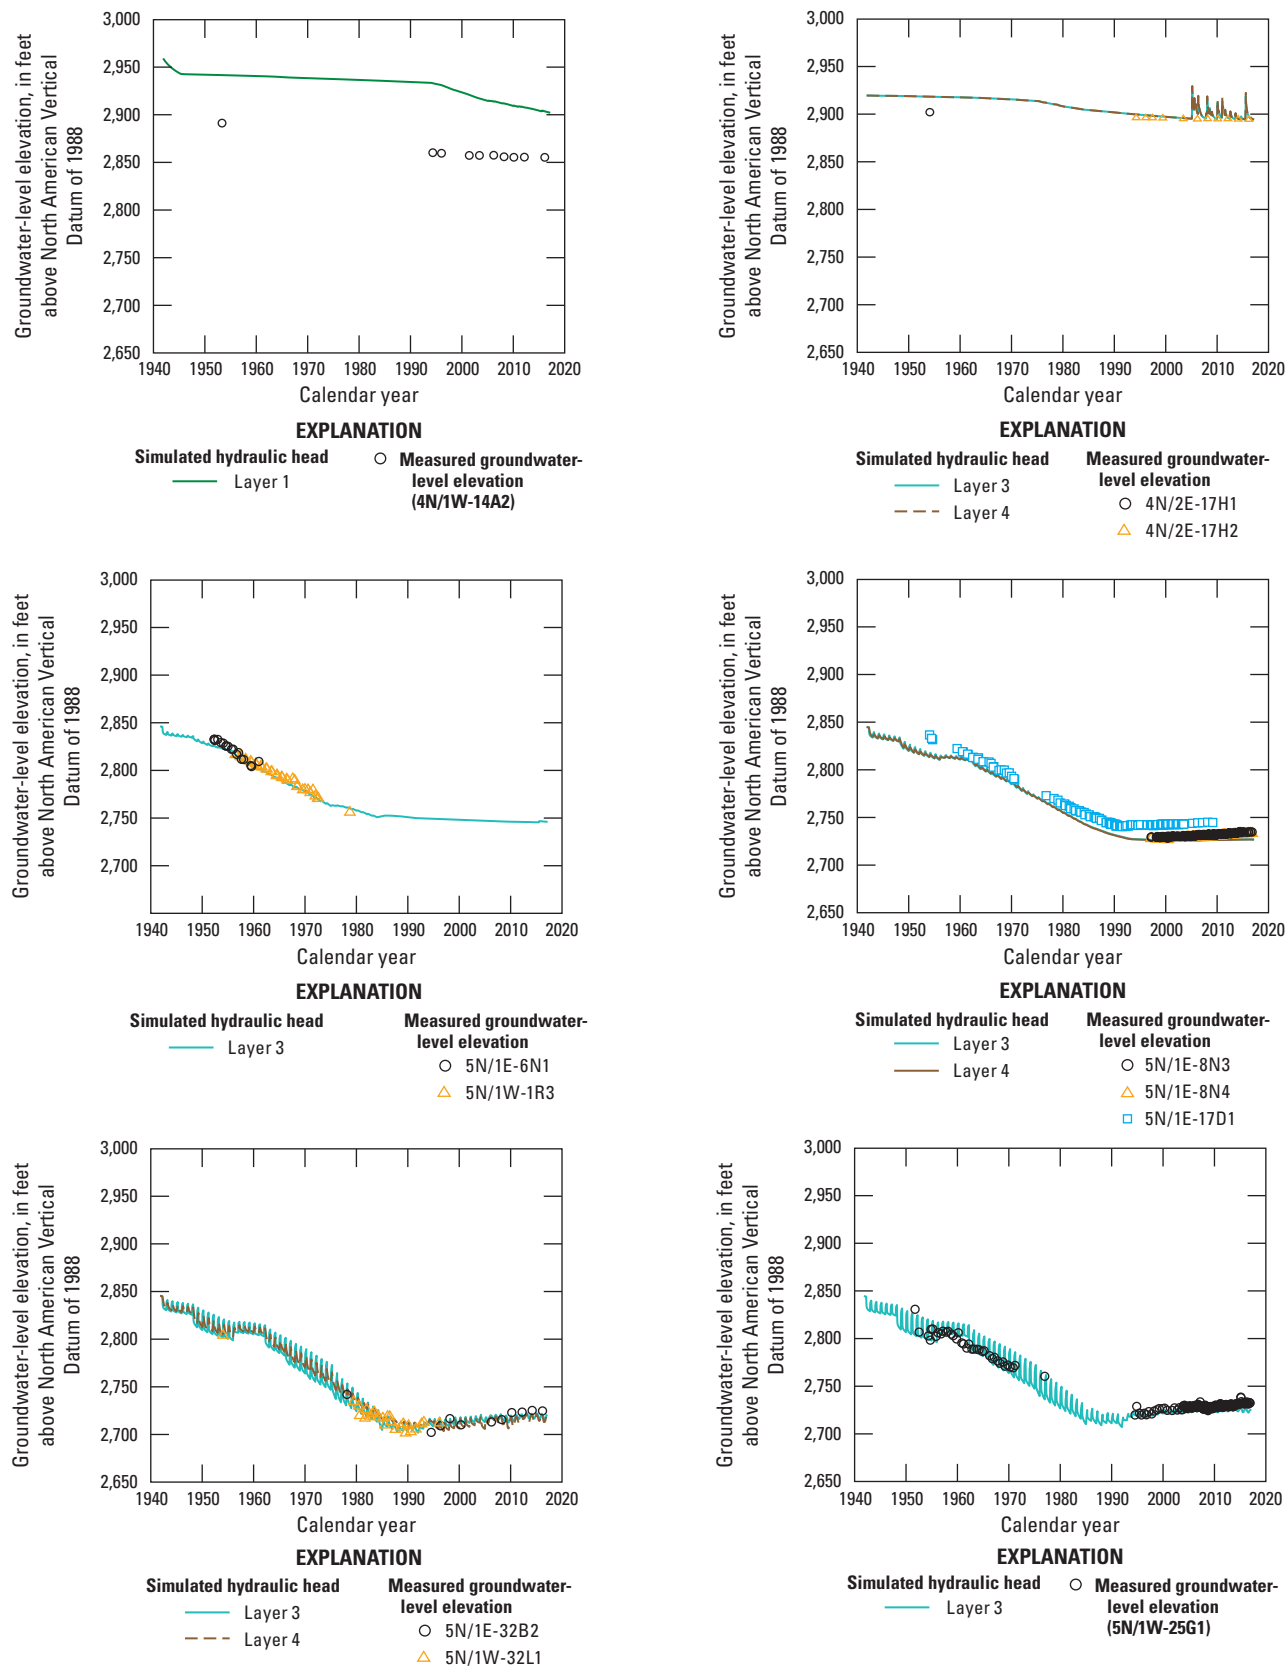 Groundwater-level elevation, in feet
above North American Vertical
Datum of 1988
3,000
2,950
2,900
2,850
2,800
2,750
2,700
2,650
1940 1950 1960 1970 1980 1990 2000 2010 2020
Calendar year
EXPLANATION
Simulated hydraulic head
Layer 1
Measured groundwater-
level elevation
(4N/1W-14A2)
Groundwater-level elevation, in feet
above North American Vertical
Datum of 1988
3,000
2,950
2,900
2,850
2,800
2,750
2,700
2,650
1940 1950 1960 1970 1980 1990 2000 2010 2020
Calendar year
EXPLANATION
Simulated hydraulic head
Layer 3
Layer 4
Measured groundwater-
level elevation
4N/2E-17H1
4N/2E-17H2
Groundwater-level elevation, in feet
above North American Vertical
Datum of 1988
3,000
2,950
2,900
2,850
2,800
2,750
2,700
2,650
1940 1950 1960 1970 1980 1990 2000 2010 2020
Calendar year
EXPLANATION
Simulated hydraulic head
Layer 3
Measured groundwater-
level elevation
5N/1E-6N1
5N/1W-1R3
Groundwater-level elevation, in feet
above North American Vertical
Datum of 1988
3,000
2,950
2,900
2,850
2,800
2,750
2,700
2,650
1940 1950 1960 1970 1980 1990 2000 2010 2020
Calendar year
EXPLANATION
Simulated hydraulic head
Layer 3
Layer 4
Measured groundwater-
level elevation
5N/1E-8N3
5N/1E-8N4
5N/1E-17D1
Groundwater-level elevation, in feet
above North American Vertical
Datum of 1988
3,000
2,950
2,900
2,850
2,800
2,750
2,700
2,650
1940 1950 1960 1970 1980 1990 2000 2010 2020
Calendar year
EXPLANATION
Simulated hydraulic head
Layer 3
Layer 4
Measured groundwater-
level elevation
5N/1E-32B2
5N/1W-32L1
Groundwater-level elevation, in feet
above North American Vertical
Datum of 1988
3,000
2,950
2,900
2,850
2,800
2,750
2,700
2,650
1940 1950 1960 1970 1980 1990 2000 2010 2020
Calendar year
EXPLANATION
Simulated hydraulic head
Layer 3
Measured groundwater-
level elevation
(5N/1W-25G1)